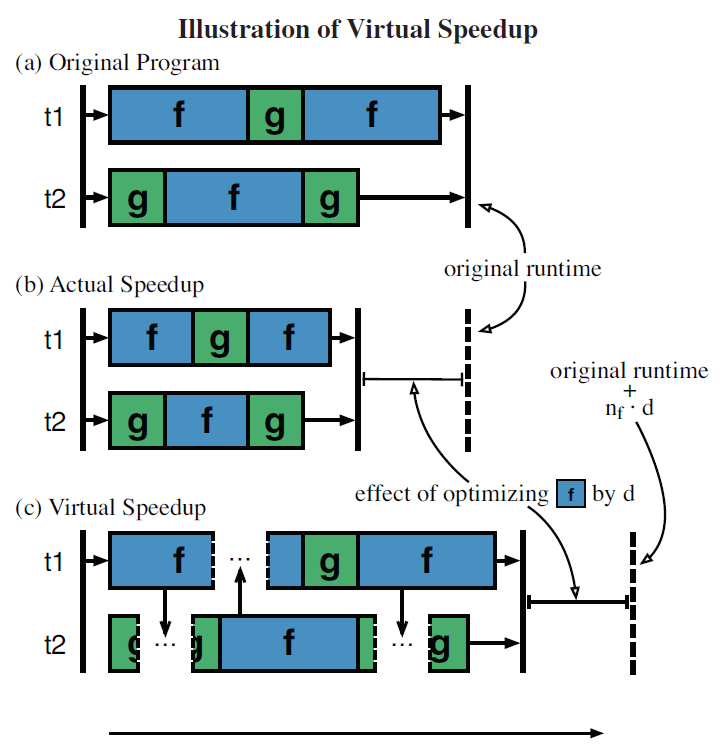 Illustration of Virtual Speedup
(a) Original Program
t1 f g f
t2 g f g
original runtime
(b) Actual Speedup
t1 f g f
t2 g f g
original runtime
+
n_f · d
effect of optimizing f by d
(c) Virtual Speedup
t1 f ... g f
t2 g ... g f ... g